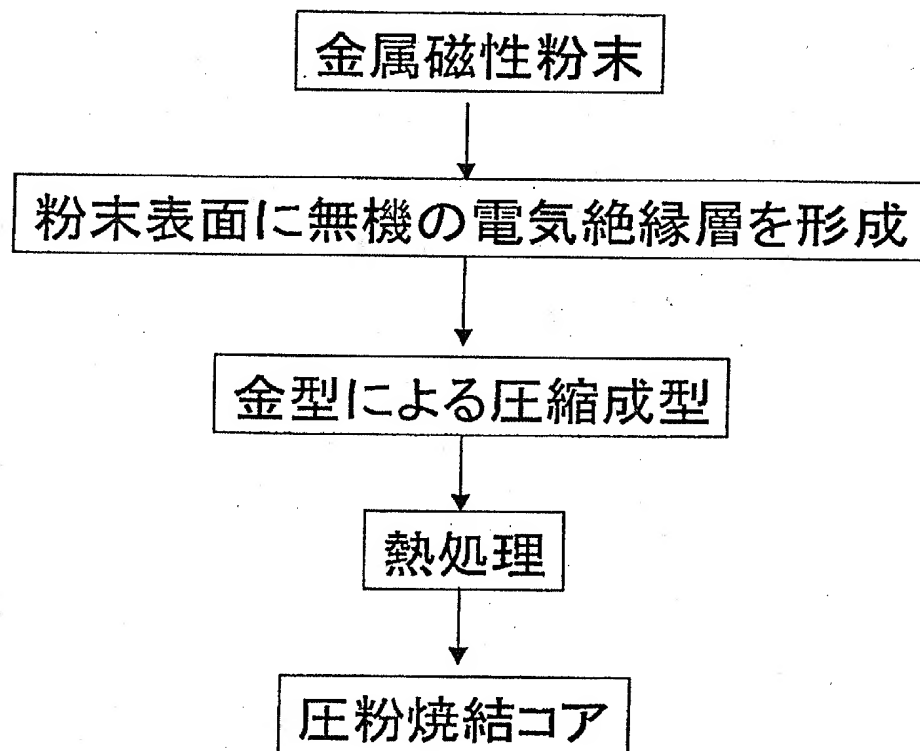 金属磁性粉末
粉末表面に無機の電気絶縁層を形成
金型による圧縮成型
熱処理
圧粉焼結コア